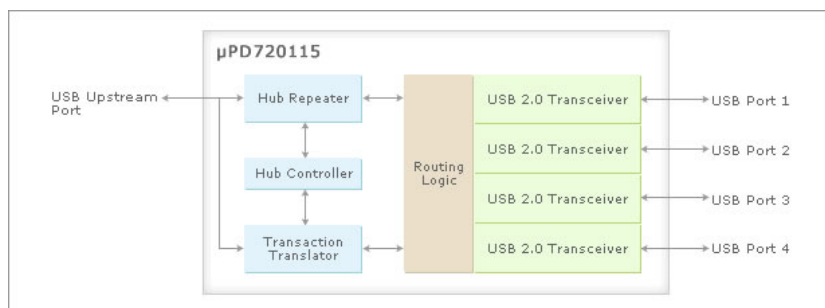 µPD720115
USB Upstream
Port
Hub Repeater
Hub Controller
Transaction
Translator
Routing
Logic
USB 2.0 Transceiver
USB 2.0 Transceiver
USB 2.0 Transceiver
USB 2.0 Transceiver
USB Port 1
USB Port 2
USB Port 3
USB Port 4